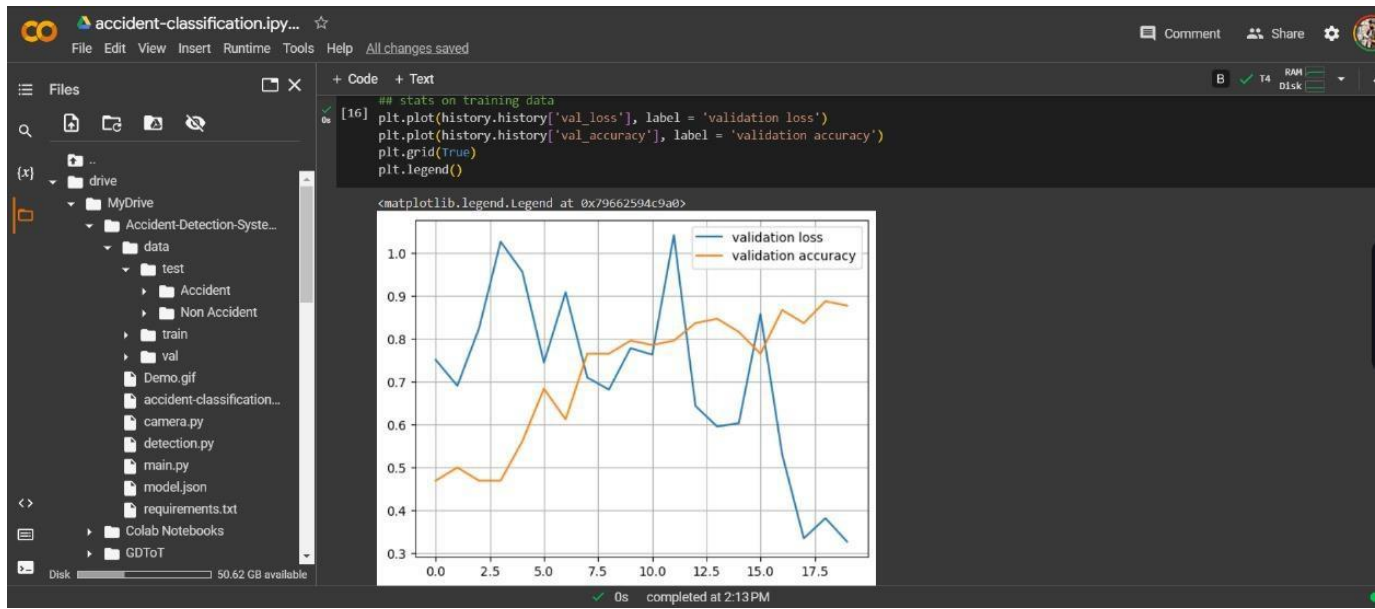 accident-classification.ipy...
File Edit View Insert Runtime Tools Help All changes saved
Comment Share
Files
+ Code + Text
B T4 RAM Disk
{x}
..
drive
MyDrive
Accident-Detection-Syste...
data
test
Accident
Non Accident
train
val
Demo.gif
accident-classification...
camera.py
detection.py
main.py
model.json
requirements.txt
Colab Notebooks
GDToT
Disk 50.62 GB available
[16]
0s
## stats on training data
plt.plot(history.history['val_loss'], label = 'validation loss')
plt.plot(history.history['val_accuracy'], label = 'validation accuracy')
plt.grid(True)
plt.legend()
<matplotlib.legend.Legend at 0x79662594c9a0>
validation loss
validation accuracy
1.0
0.9
0.8
0.7
0.6
0.5
0.4
0.3
0.0 2.5 5.0 7.5 10.0 12.5 15.0 17.5
0s completed at 2:13 PM